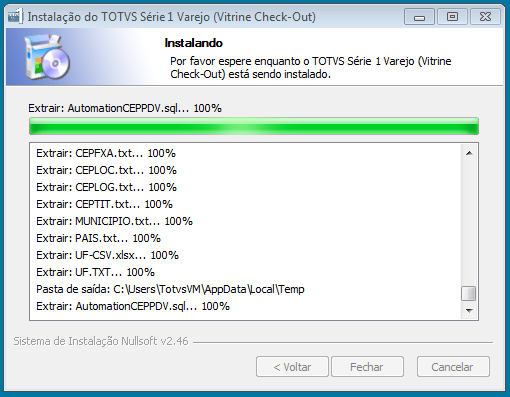 Instalação do TOTVS Série 1 Varejo (Vitrine Check-Out)
Instalando
Por favor espere enquanto o TOTVS Série 1 Varejo (Vitrine
Check-Out) está sendo instalado.
Extrair: AutomationCEPPDV.sql... 100%
Extrair: CEPFXA.txt... 100%
Extrair: CEPLOC.txt... 100%
Extrair: CEPLOG.txt... 100%
Extrair: CEPTIT.txt... 100%
Extrair: MUNICIPIO.txt... 100%
Extrair: PAIS.txt... 100%
Extrair: UF-CSV.xlsx... 100%
Extrair: UF.TXT... 100%
Pasta de saída: C:\Users\TotvsVM\AppData\Local\Temp
Extrair: AutomationCEPPDV.sql... 100%
Sistema de Instalação Nullsoft v2.46
< Voltar
Fechar
Cancelar